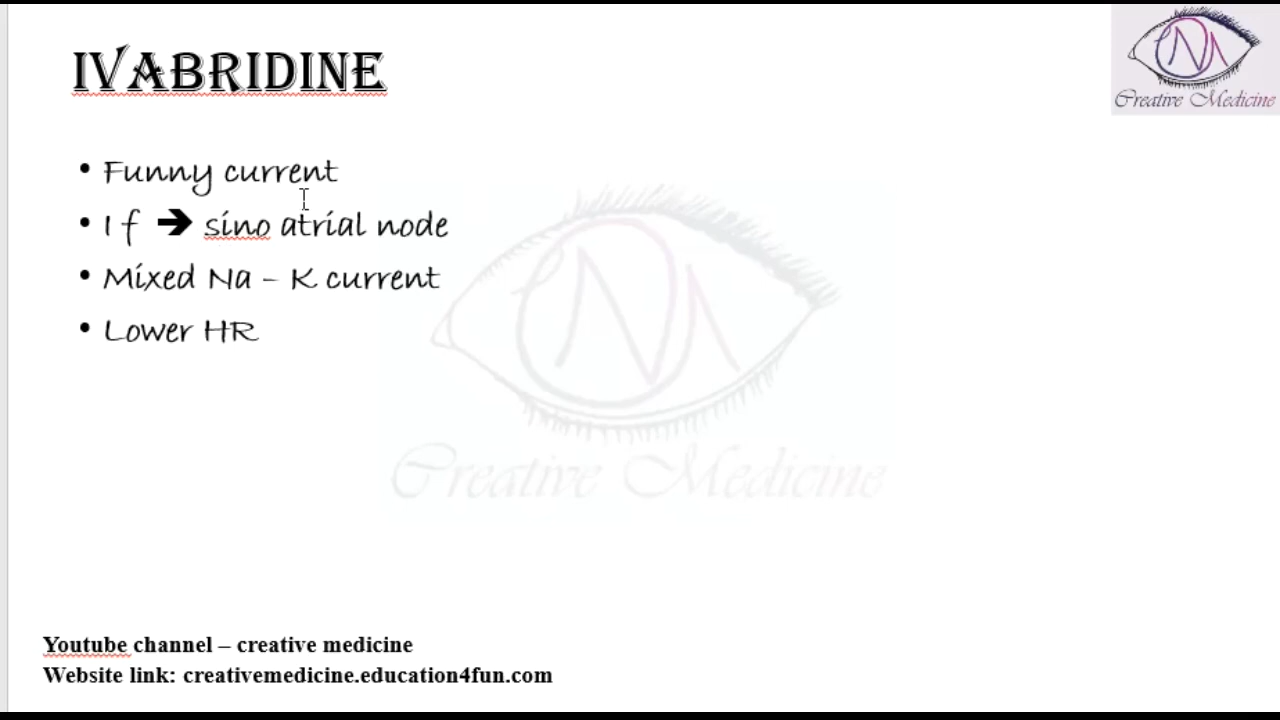 IVABRIDINE
Creative Medicine
• Funny current
• I f ➔ sino atrial node
• Mixed Na – K current
• Lower HR
Creative Medicine
Youtube channel – creative medicine
Website link: creativemedicine.education4fun.com